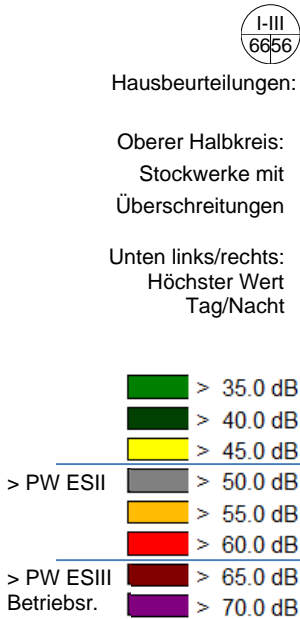 I-III
6656
Hausbeurteilungen:
Oberer Halbkreis:
Stockwerke mit
Überschreitungen
Unten links/rechts:
Höchster Wert
Tag/Nacht
> 35.0 dB
> 40.0 dB
> 45.0 dB
> PW ESII > 50.0 dB
> 55.0 dB
> 60.0 dB
> PW ESIII > 65.0 dB
Betriebsr. > 70.0 dB